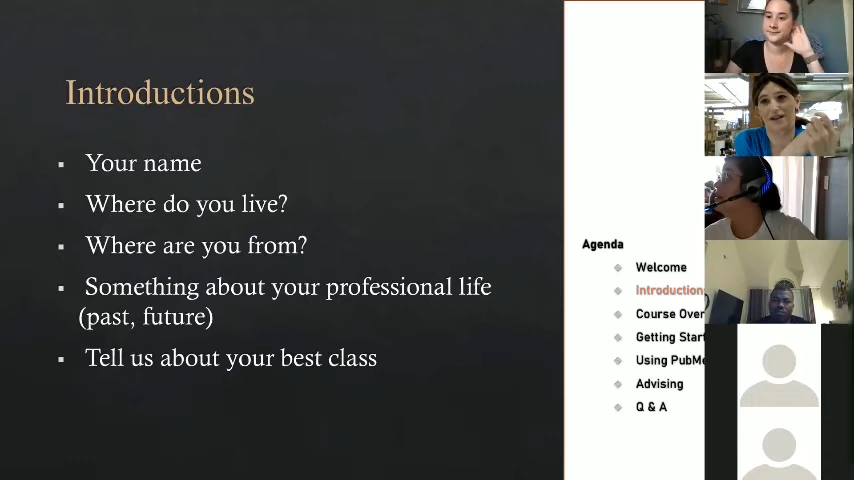 Introductions
Your name
Where do you live?
Where are you from?
Something about your professional life
(past, future)
Tell us about your best class
Agenda
Welcome
Introduction
Course Over
Getting Start
Using PubMe
Advising
Q & A